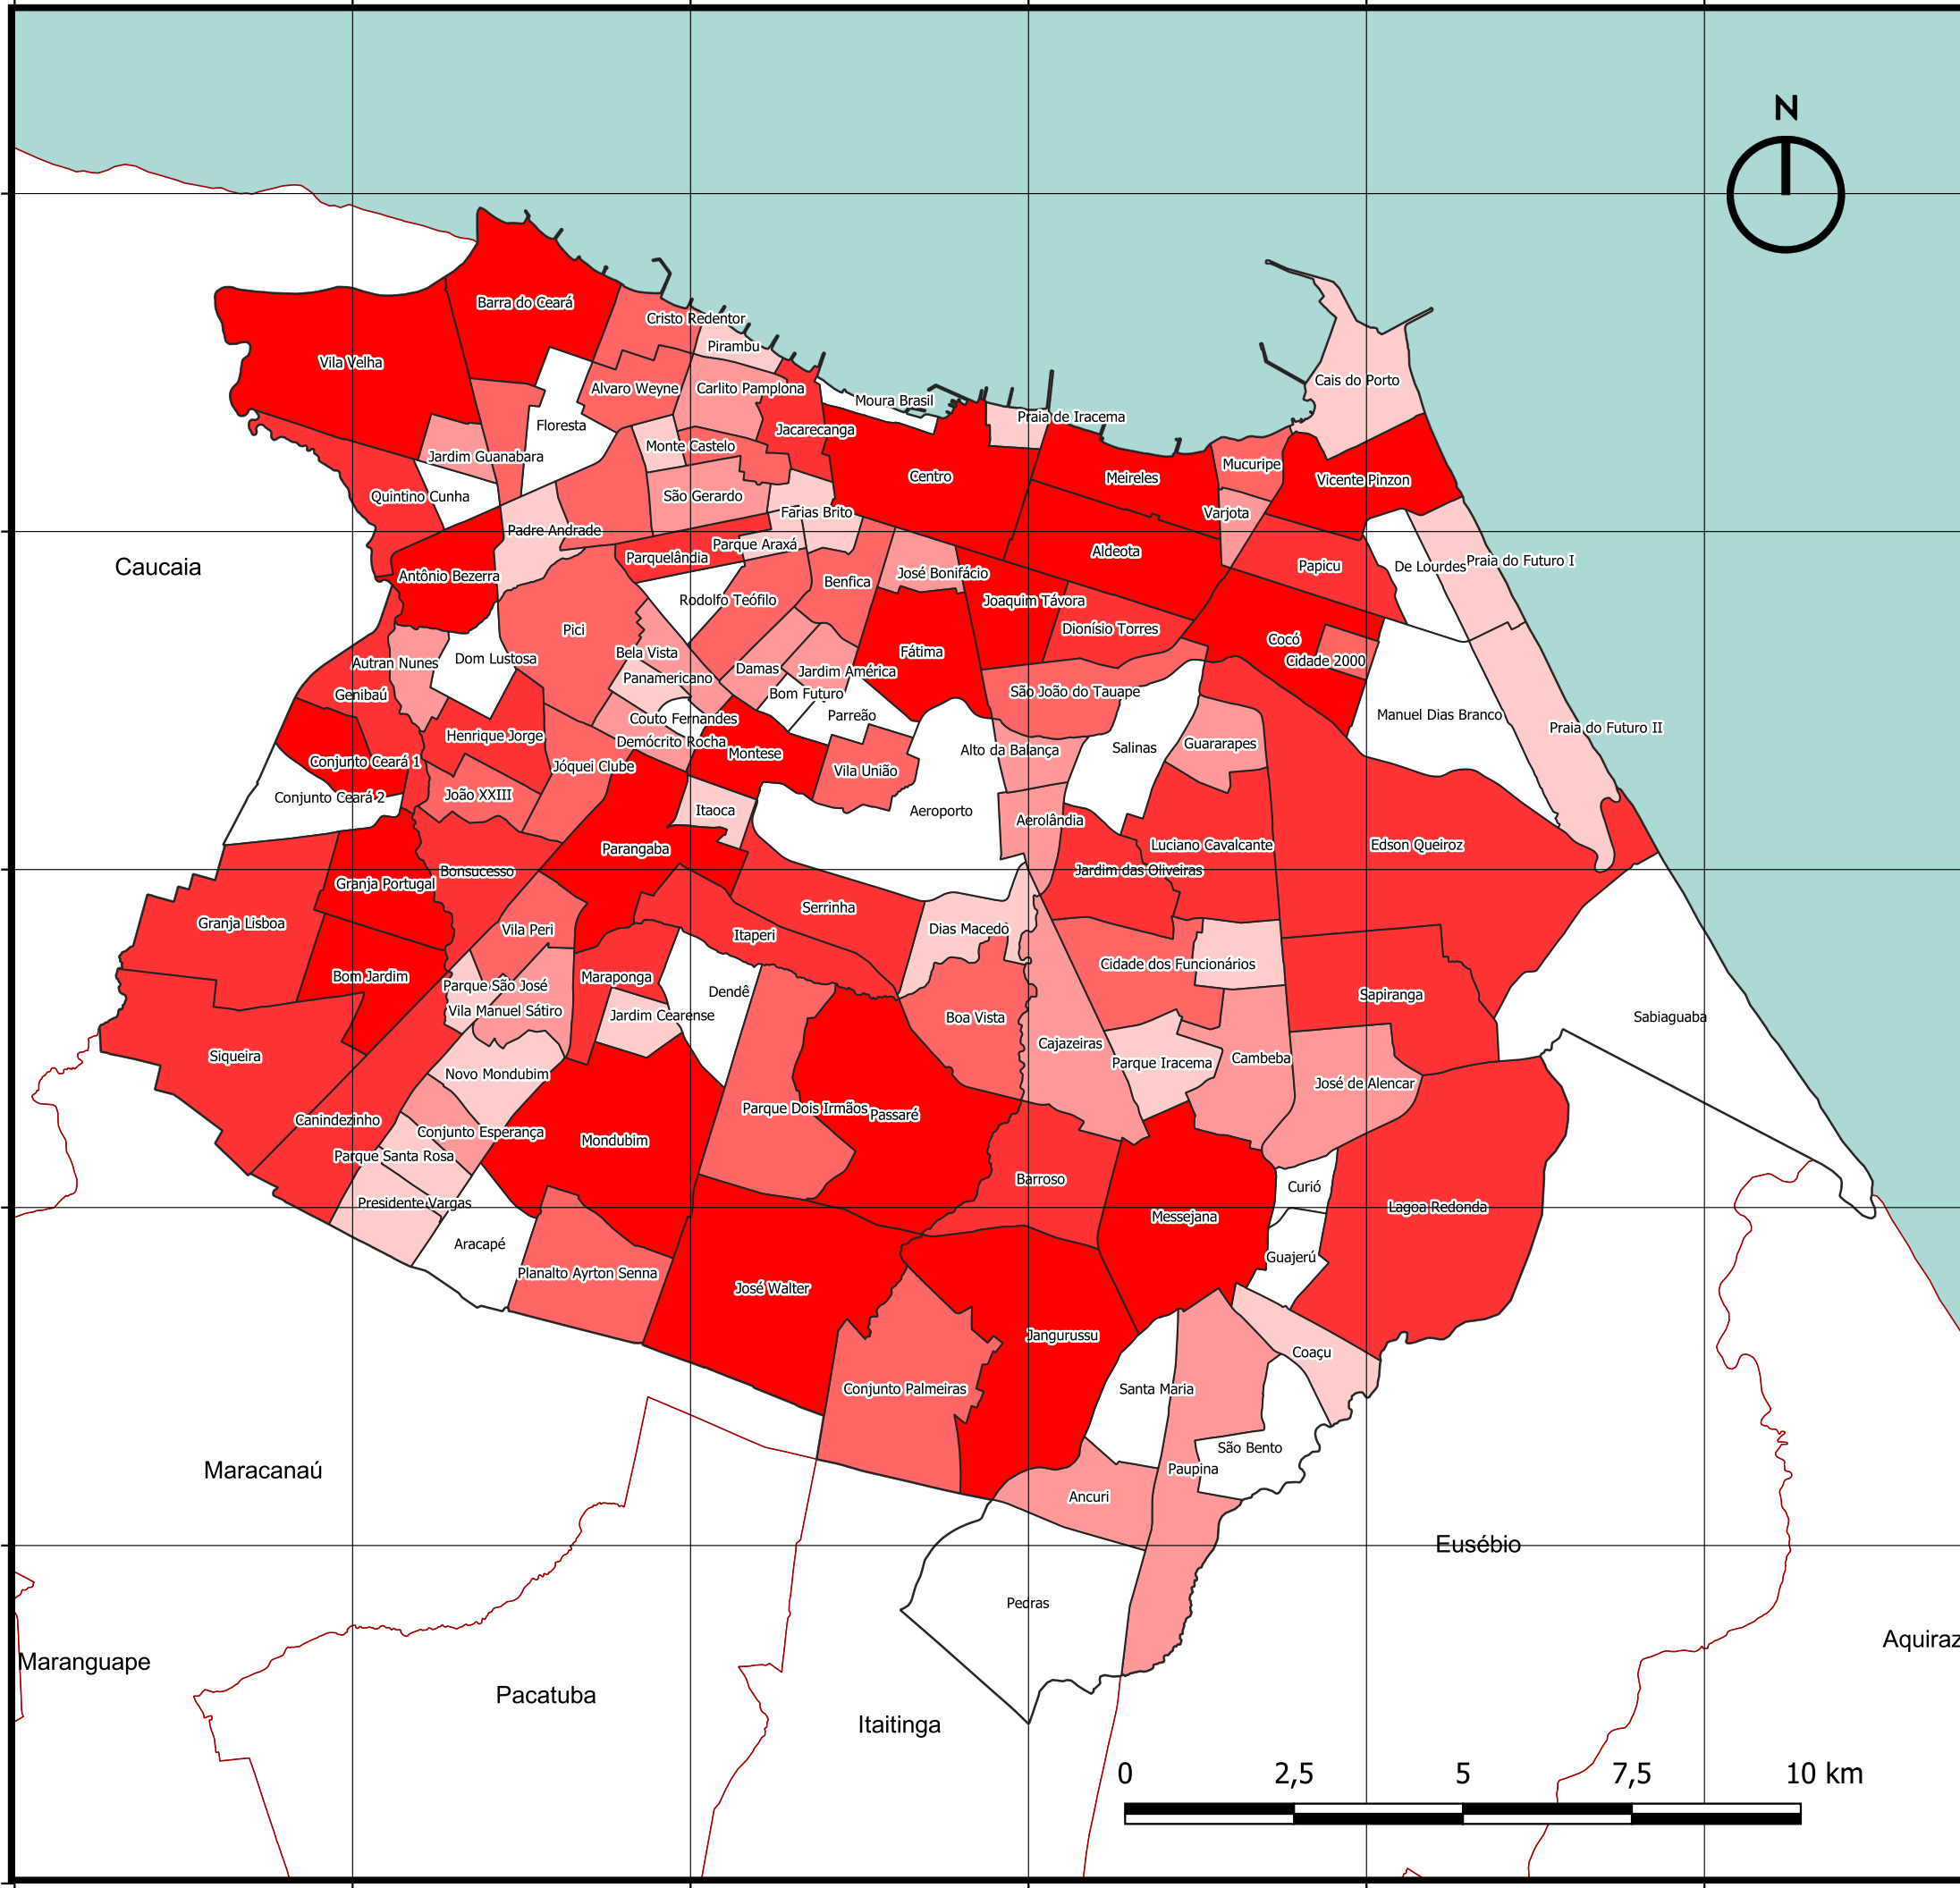 N
Barra do Ceará
Cristo Redentor
Pirambu
Vila Velha
Cais do Porto
Alvaro Weyne
Carlito Pamplona
Moura Brasil
Praia de Iracema
Floresta
Jacarecanga
Monte Castelo
Jardim Guanabara
Mucuripe
Centro
Meireles
Vicente Pinzon
Quintino Cunha
São Gerardo
Farias Brito
Varjota
Padre Andrade
Parque Araxá
Aldeota
Parquelândia
Praia do Futuro I
De Lourdes
Papicu
Caucaia
Antônio Bezerra
José Bonifácio
Benfica
Rodolfo Teófilo
Joaquim Távora
Pici
Dionísio Torres
Cocó
Bela Vista
Fátima
Dom Lustosa
Autran Nunes
Cidade 2000
Damas
Jardim América
Panamericano
Genibaú
Bom Futuro
São João do Tauape
Couto Fernandes
Parreão
Manuel Dias Branco
Praia do Futuro II
Henrique Jorge
Demócrito Rocha
Montese
Alto da Balança
Salinas
Guararapes
Conjunto Ceará 1
Jóquei Clube
Vila União
Conjunto Ceará 2
João XXIII
Itaoca
Aeroporto
Aerolândia
Parangaba
Luciano Cavalcante
Edson Queiroz
Bonsucesso
Jardim das Oliveiras
Granja Portugal
Serrinha
Granja Lisboa
Vila Peri
Itaperi
Dias Macedo
Bom Jardim
Maraponga
Cidade dos Funcionários
Parque São José
Dendê
Sapiranga
Vila Manuel Sátiro
Jardim Cearense
Boa Vista
Sabiaguaba
Siqueira
Cajazeiras
Parque Iracema
Cambeba
Novo Mondubim
José de Alencar
Parque Dois Irmãos
Passaré
Canindezinho
Conjunto Esperança
Mondubim
Parque Santa Rosa
Barroso
Curió
Presidente Vargas
Messejana
Lagoa Redonda
Aracapé
Guajerú
Planalto Ayrton Senna
José Walter
Jangurussu
Coaçu
Conjunto Palmeiras
Santa Maria
São Bento
Maracanaú
Paupina
Ancuri
Eusébio
Pedras
Aquiraz
Maranguape
Pacatuba
Itaitinga
0 2,5 5 7,5 10 km